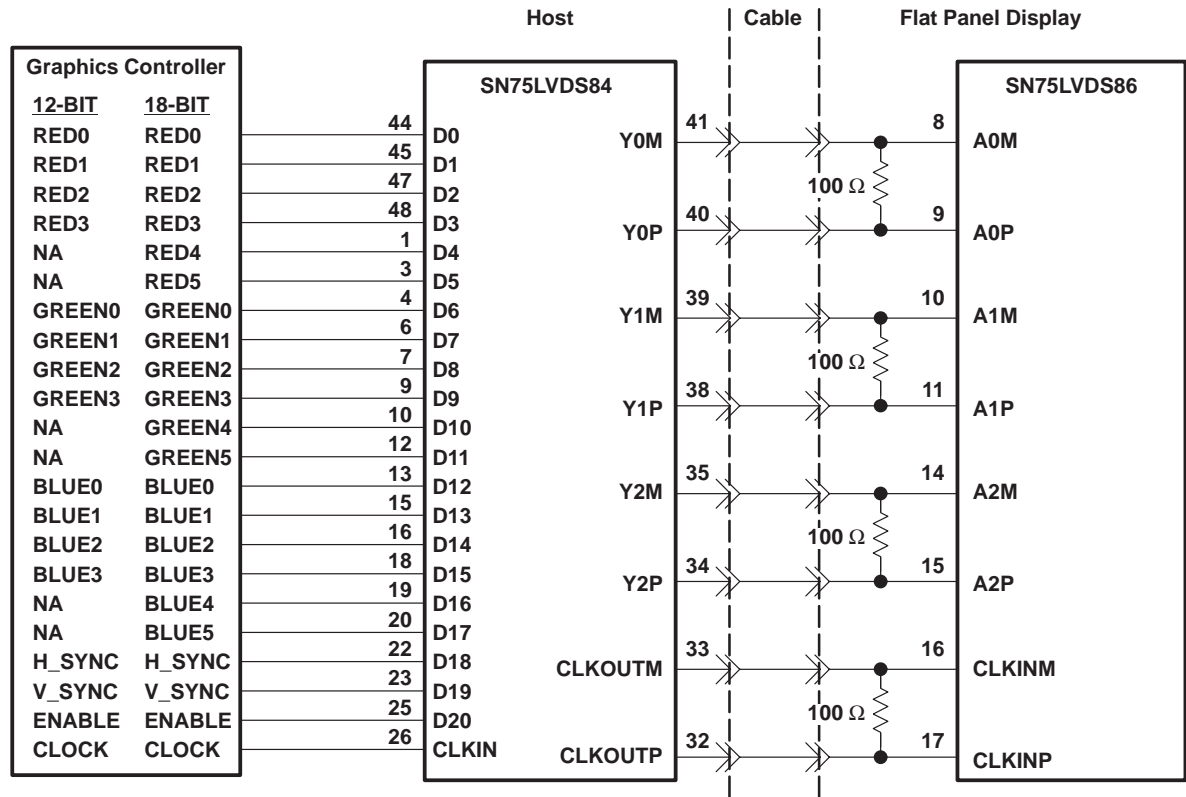 Host Cable Flat Panel Display
Graphics Controller
12-BIT 18-BIT
RED0 RED0
RED1 RED1
RED2 RED2
RED3 RED3
NA RED4
NA RED5
GREEN0 GREEN0
GREEN1 GREEN1
GREEN2 GREEN2
GREEN3 GREEN3
NA GREEN4
NA GREEN5
BLUE0 BLUE0
BLUE1 BLUE1
BLUE2 BLUE2
BLUE3 BLUE3
NA BLUE4
NA BLUE5
H_SYNC H_SYNC
V_SYNC V_SYNC
ENABLE ENABLE
CLOCK CLOCK
SN75LVDS84
44 D0
45 D1
47 D2
48 D3
1 D4
3 D5
4 D6
6 D7
7 D8
9 D9
10 D10
12 D11
13 D12
15 D13
16 D14
18 D15
19 D16
20 D17
22 D18
23 D19
25 D20
26 CLKIN
Y0M 41
Y0P 40
Y1M 39
Y1P 38
Y2M 35
Y2P 34
CLKOUTM 33
CLKOUTP 32
100 Ω
100 Ω
100 Ω
100 Ω
SN75LVDS86
8 A0M
9 A0P
10 A1M
11 A1P
14 A2M
15 A2P
16 CLKINM
17 CLKINP